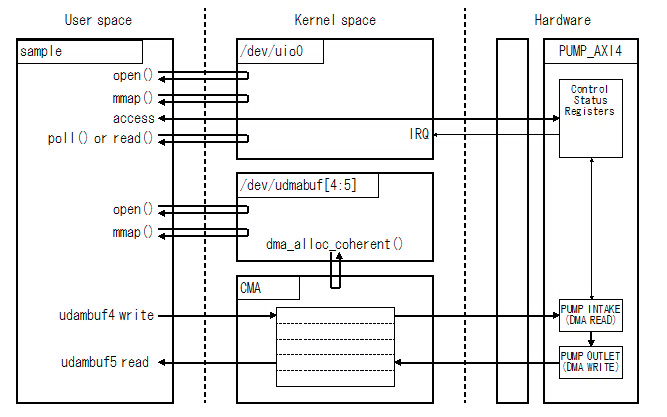 User space
Kernel space
Hardware
sample
/dev/uio0
PUMP_AXI4
open()
mmap()
access
poll() or read()
IRQ
Control
Status
Registers
/dev/udmabuf[4:5]
open()
mmap()
dma_alloc_coherent()
CMA
udambuf4 write
udambuf5 read
PUMP INTAKE
(DMA READ)
PUMP OUTLET
(DMA WRITE)